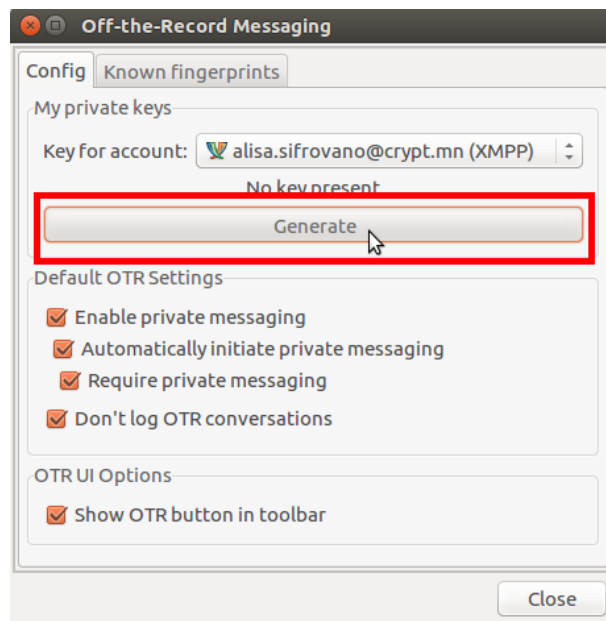 Off-the-Record Messaging
Config Known fingerprints
My private keys
Key for account: alisa.sifrovano@crypt.mn (XMPP)
No key present
Generate
Default OTR Settings
Enable private messaging
Automatically initiate private messaging
Require private messaging
Don't log OTR conversations
OTR UI Options
Show OTR button in toolbar
Close